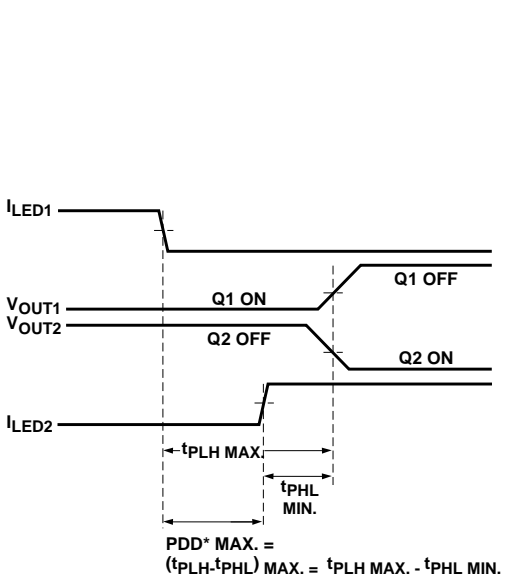 ILED1
Q1 OFF
VOUT1
Q1 ON
VOUT2
Q2 OFF
Q2 ON
ILED2
tPLH MAX.
tPHL
MIN.
PDD* MAX. =
(tPLH-tPHL) MAX. = tPLH MAX. - tPHL MIN.